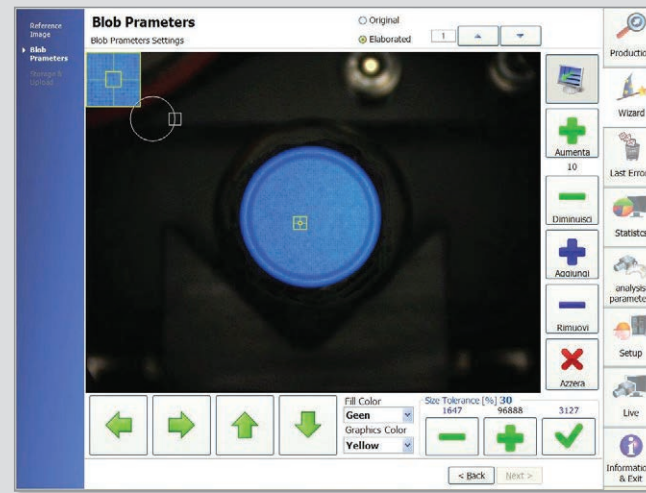 Reference
Image
Blob
Prameters
Storage &
Upload
Blob Prameters
Blob Prameters Settings
Original
Elaborated
1
Aumenta
10
Diminuisci
Aggiungi
Rimuovi
Azzera
Fill Color
Geen
Graphics Color
Yellow
Size Tolerance [%] 30
1647 96888 3127
< Back Next >
Production
Wizard
Last Error
Statistc
analysis
paramete
Setup
Live
Information
& Exit